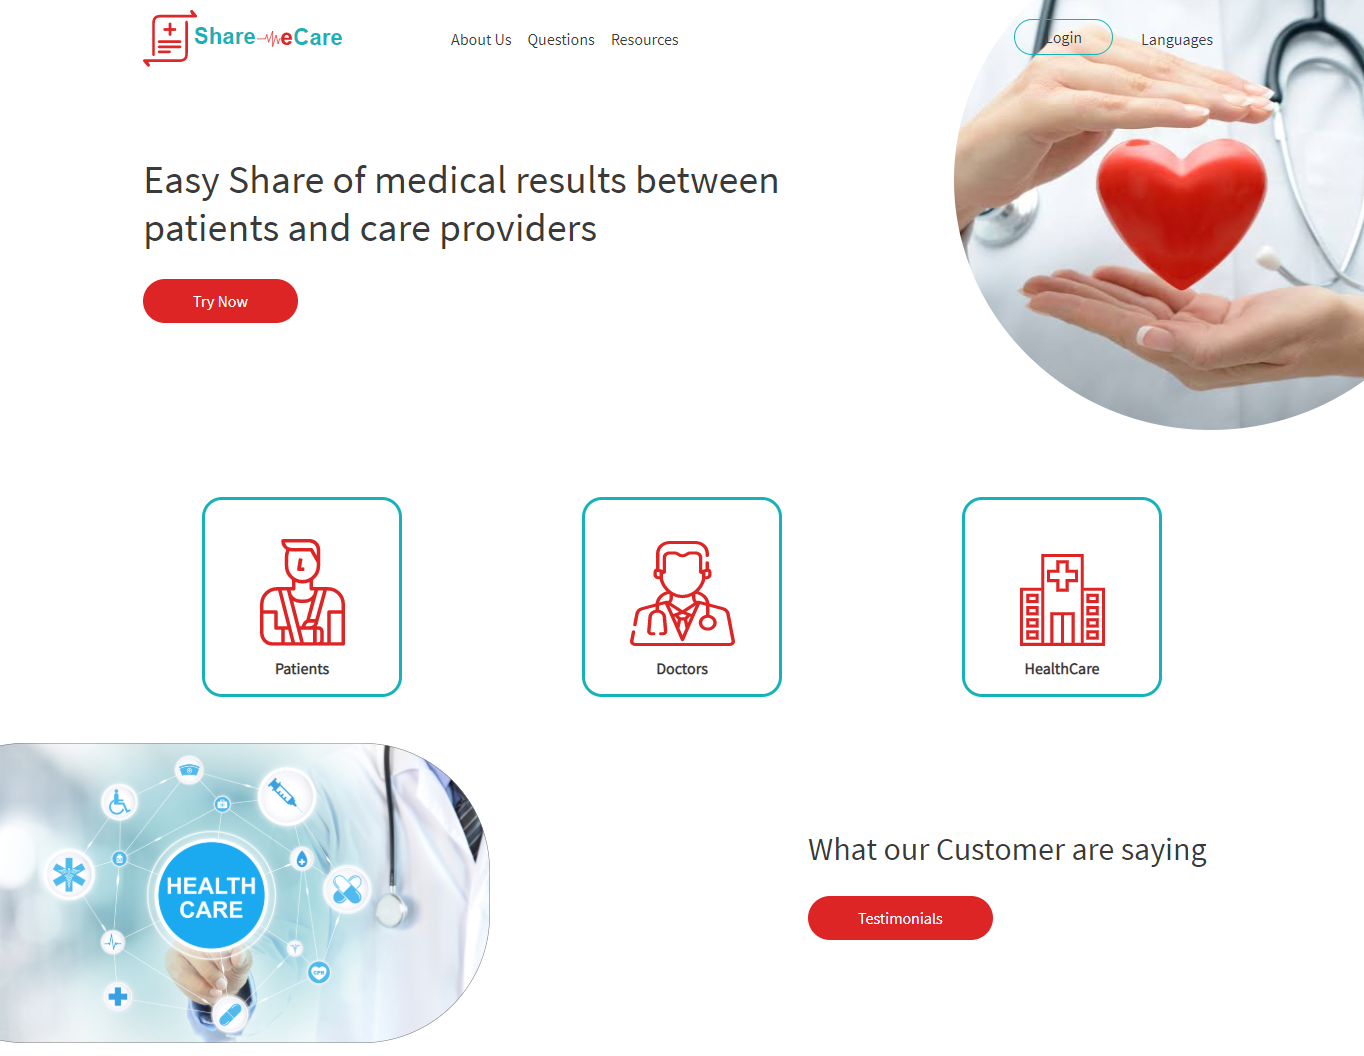 Share eCare
About Us
Questions
Resources
Login
Languages
Easy Share of medical results between
patients and care providers
Try Now
Patients
Doctors
HealthCare
HEALTH
CARE
What our Customer are saying
Testimonials